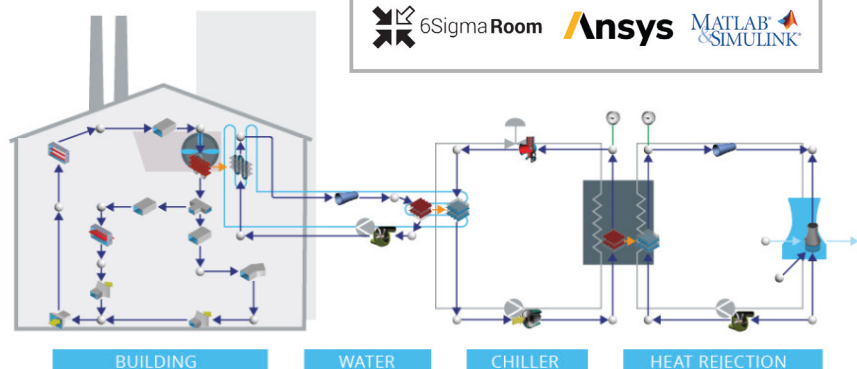 6SigmaRoom Ansys MATLAB®
&SIMULINK®
BUILDING WATER CHILLER HEAT REJECTION